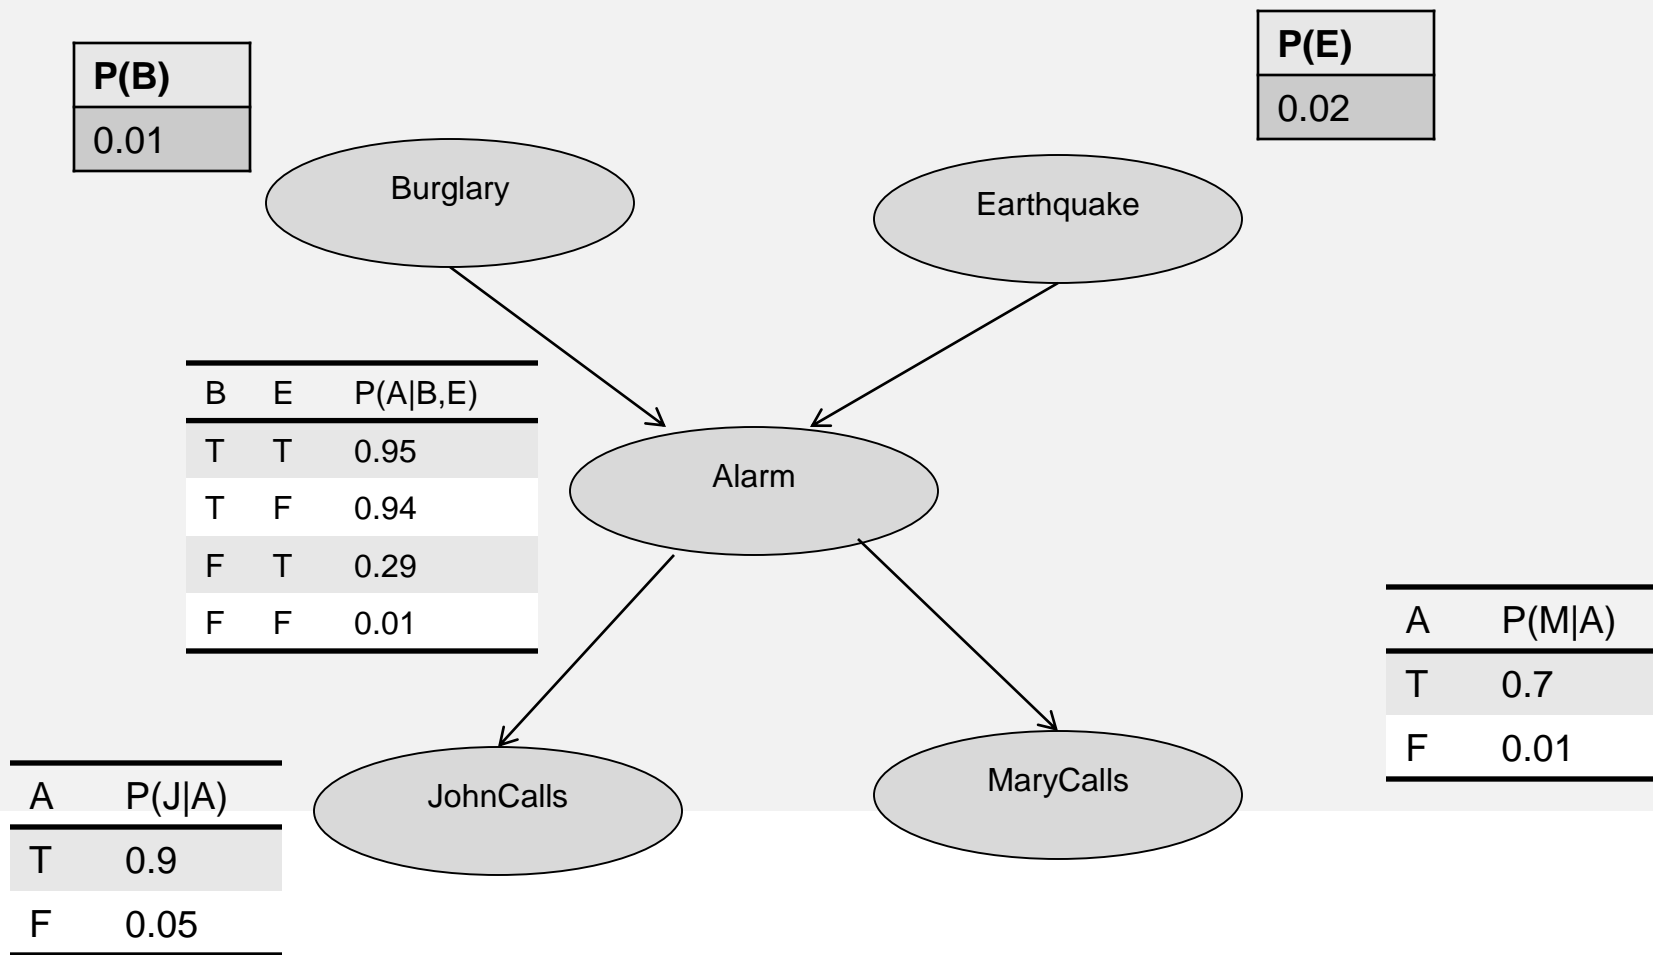 P(B)
0.01
P(E)
0.02
Burglary
Earthquake
B E P(A|B,E)
T T 0.95
T F 0.94
F T 0.29
F F 0.01
Alarm
A P(M|A)
T 0.7
F 0.01
A P(J|A)
T 0.9
F 0.05
JohnCalls
MaryCalls